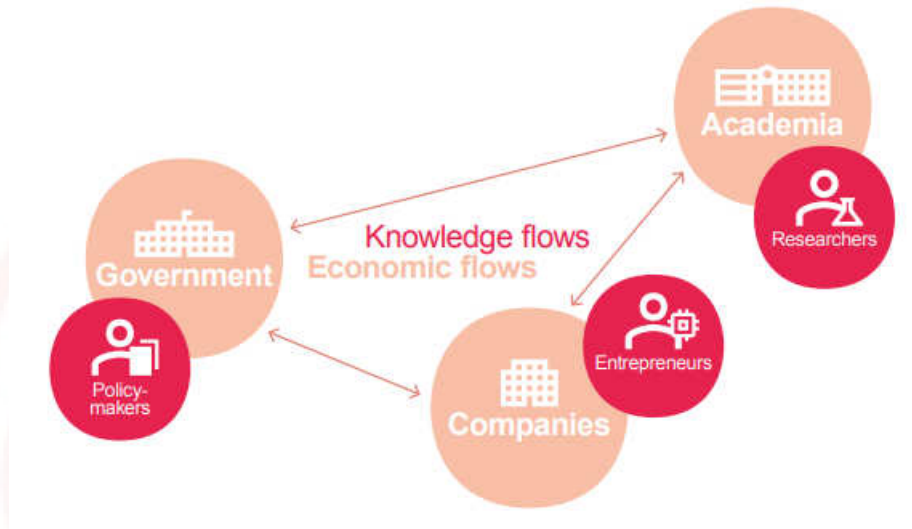 Academia
Researchers
Knowledge flows
Economic flows
Government
Policy-
makers
Entrepreneurs
Companies